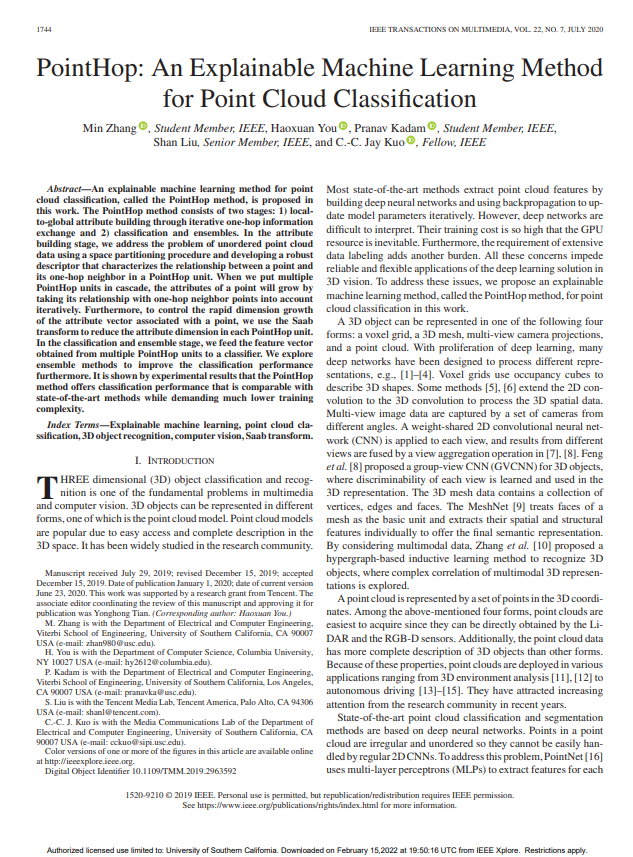 1744
IEEE TRANSACTIONS ON MULTIMEDIA, VOL. 22, NO. 7, JULY 2020
PointHop: An Explainable Machine Learning Method
for Point Cloud Classification
Min Zhang, Student Member, IEEE, Haoxuan You, Pranav Kadam, Student Member, IEEE,
Shan Liu, Senior Member, IEEE, and C.-C. Jay Kuo, Fellow, IEEE
Abstract—An explainable machine learning method for point
cloud classification, called the PointHop method, is proposed in
this work. The PointHop method consists of two stages: 1) local-
to-global attribute building through iterative one-hop information
exchange and 2) classification and ensembles. In the attribute
building stage, we address the problem of unordered point cloud
data using a space partitioning procedure and developing a robust
descriptor that characterizes the relationship between a point and
its one-hop neighbor in a PointHop unit. When we put multiple
PointHop units in cascade, the attributes of a point will grow by
taking its relationship with one-hop neighbor points into account
iteratively. Furthermore, to control the rapid dimension growth
of the attribute vector associated with a point, we use the Saab
transform to reduce the attribute dimension in each PointHop unit.
In the classification and ensemble stage, we feed the feature vector
obtained from multiple PointHop units to a classifier. We explore
ensemble methods to improve the classification performance
furthermore. It is shown by experimental results that the PointHop
method offers classification performance that is comparable with
state-of-the-art methods while demanding much lower training
complexity.
Index Terms—Explainable machine learning, point cloud cla-
ssification, 3D object recognition, computer vision, Saab transform.
I. INTRODUCTION
THREE dimensional (3D) object classification and recog-
nition is one of the fundamental problems in multimedia
and computer vision. 3D objects can be represented in different
forms, one of which is the point cloud model. Point cloud models
are popular due to easy access and complete description in the
3D space. It has been widely studied in the research community.
Manuscript received July 29, 2019; revised December 15, 2019; accepted
December 15, 2019. Date of publication January 1, 2020; date of current version
June 23, 2020. This work was supported by a research grant from Tencent. The
associate editor coordinating the review of this manuscript and approving it for
publication was Yonghong Tian. (Corresponding author: Haoxuan You.)
M. Zhang is with the Department of Electrical and Computer Engineering,
Viterbi School of Engineering, University of Southern California, CA 90007
USA (e-mail: zhan980@usc.edu).
H. You is with the Department of Computer Science, Columbia University,
NY 10027 USA (e-mail: hy2612@columbia.edu).
P. Kadam is with the Department of Electrical and Computer Engineering,
Viterbi School of Engineering, University of Southern California, Los Angeles,
CA 90007 USA (e-mail: pranavka@usc.edu).
S. Liu is with the Tencent Media Lab, Tencent America, Palo Alto, CA 94306
USA (e-mail: shanl@tencent.com).
C.-C. J. Kuo is with the Media Communications Lab of the Department of
Electrical and Computer Engineering, University of Southern California, CA
90007 USA (e-mail: cckuo@sipi.usc.edu).
Color versions of one or more of the figures in this article are available online
at http://ieeexplore.ieee.org.
Digital Object Identifier 10.1109/TMM.2019.2963592
Most state-of-the-art methods extract point cloud features by
building deep neural networks and using backpropagation to up-
date model parameters iteratively. However, deep networks are
difficult to interpret. Their training cost is so high that the GPU
resource is inevitable. Furthermore, the requirement of extensive
data labeling adds another burden. All these concerns impede
reliable and flexible applications of the deep learning solution in
3D vision. To address these issues, we propose an explainable
machine learning method, called the PointHop method, for point
cloud classification in this work.
A 3D object can be represented in one of the following four
forms: a voxel grid, a 3D mesh, multi-view camera projections,
and a point cloud. With proliferation of deep learning, many
deep networks have been designed to process different repre-
sentations, e.g., [1]–[4]. Voxel grids use occupancy cubes to
describe 3D shapes. Some methods [5], [6] extend the 2D con-
volution to the 3D convolution to process the 3D spatial data.
Multi-view image data are captured by a set of cameras from
different angles. A weight-shared 2D convolutional neural net-
work (CNN) is applied to each view, and results from different
views are fused by a view aggregation operation in [7], [8]. Feng
et al. [8] proposed a group-view CNN (GVCNN) for 3D objects,
where discriminability of each view is learned and used in the
3D representation. The 3D mesh data contains a collection of
vertices, edges and faces. The MeshNet [9] treats faces of a
mesh as the basic unit and extracts their spatial and structural
features individually to offer the final semantic representation.
By considering multimodal data, Zhang et al. [10] proposed a
hypergraph-based inductive learning method to recognize 3D
objects, where complex correlation of multimodal 3D represen-
tations is explored.
A point cloud is represented by a set of points in the 3D coordi-
nates. Among the above-mentioned four forms, point clouds are
easiest to acquire since they can be directly obtained by the Li-
DAR and the RGB-D sensors. Additionally, the point cloud data
has more complete description of 3D objects than other forms.
Because of these properties, point clouds are deployed in various
applications ranging from 3D environment analysis [11], [12] to
autonomous driving [13]–[15]. They have attracted increasing
attention from the research community in recent years.
State-of-the-art point cloud classification and segmentation
methods are based on deep neural networks. Points in a point
cloud are irregular and unordered so they cannot be easily han-
dled by regular 2D CNNs. To address this problem, PointNet [16]
uses multi-layer perceptrons (MLPs) to extract features for each
1520-9210 © 2019 IEEE. Personal use is permitted, but republication/redistribution requires IEEE permission.
See https://www.ieee.org/publications/rights/index.html for more information.
Authorized licensed use limited to: University of Southern California. Downloaded on February 15,2022 at 19:50:16 UTC from IEEE Xplore. Restrictions apply.